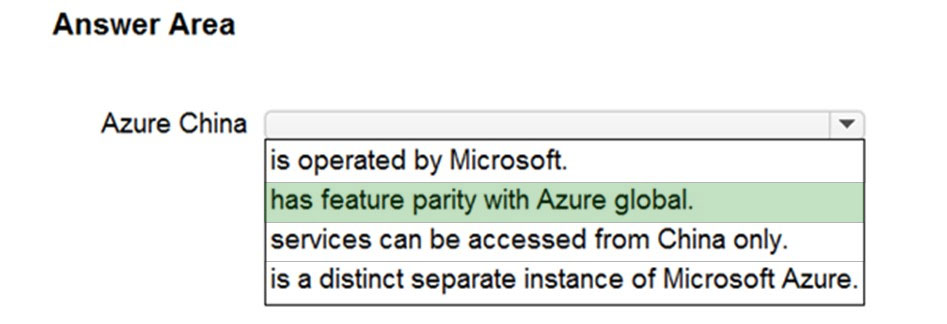 Answer Area
Azure China
is operated by Microsoft.
has feature parity with Azure global.
services can be accessed from China only.
is a distinct separate instance of Microsoft Azure.